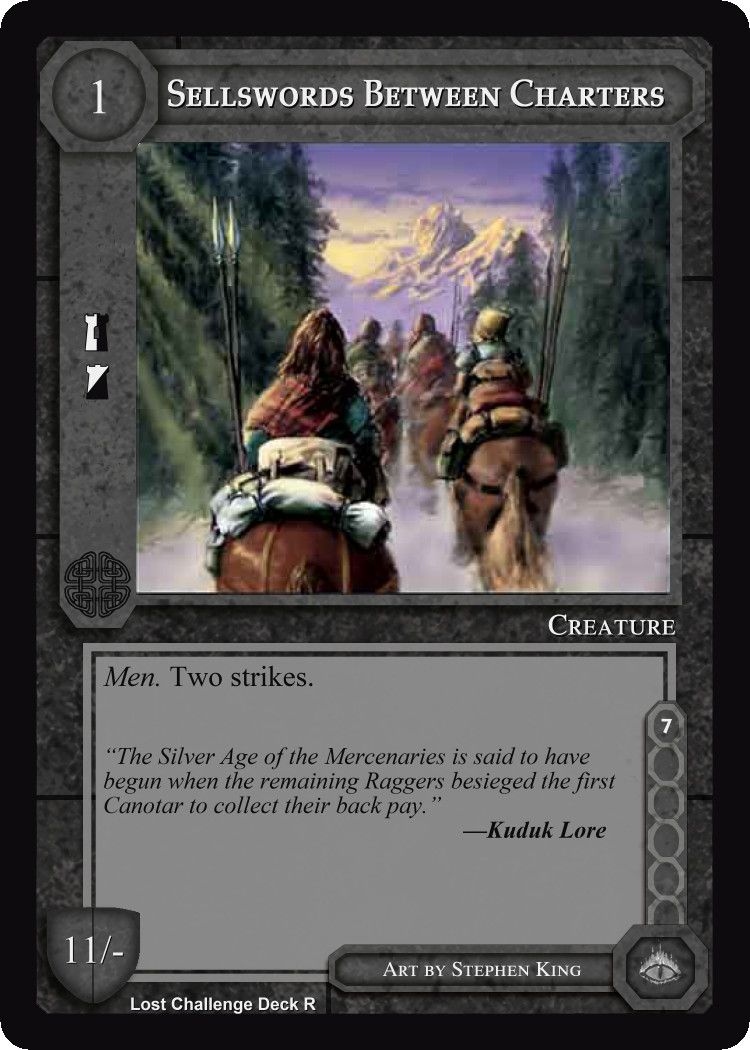 1
Sellswords Between Charters
Creature
Men. Two strikes.
7
“The Silver Age of the Mercenaries is said to have
begun when the remaining Raggers besieged the first
Canotar to collect their back pay.”
—Kuduk Lore
11/-
Art by Stephen King
Lost Challenge Deck R